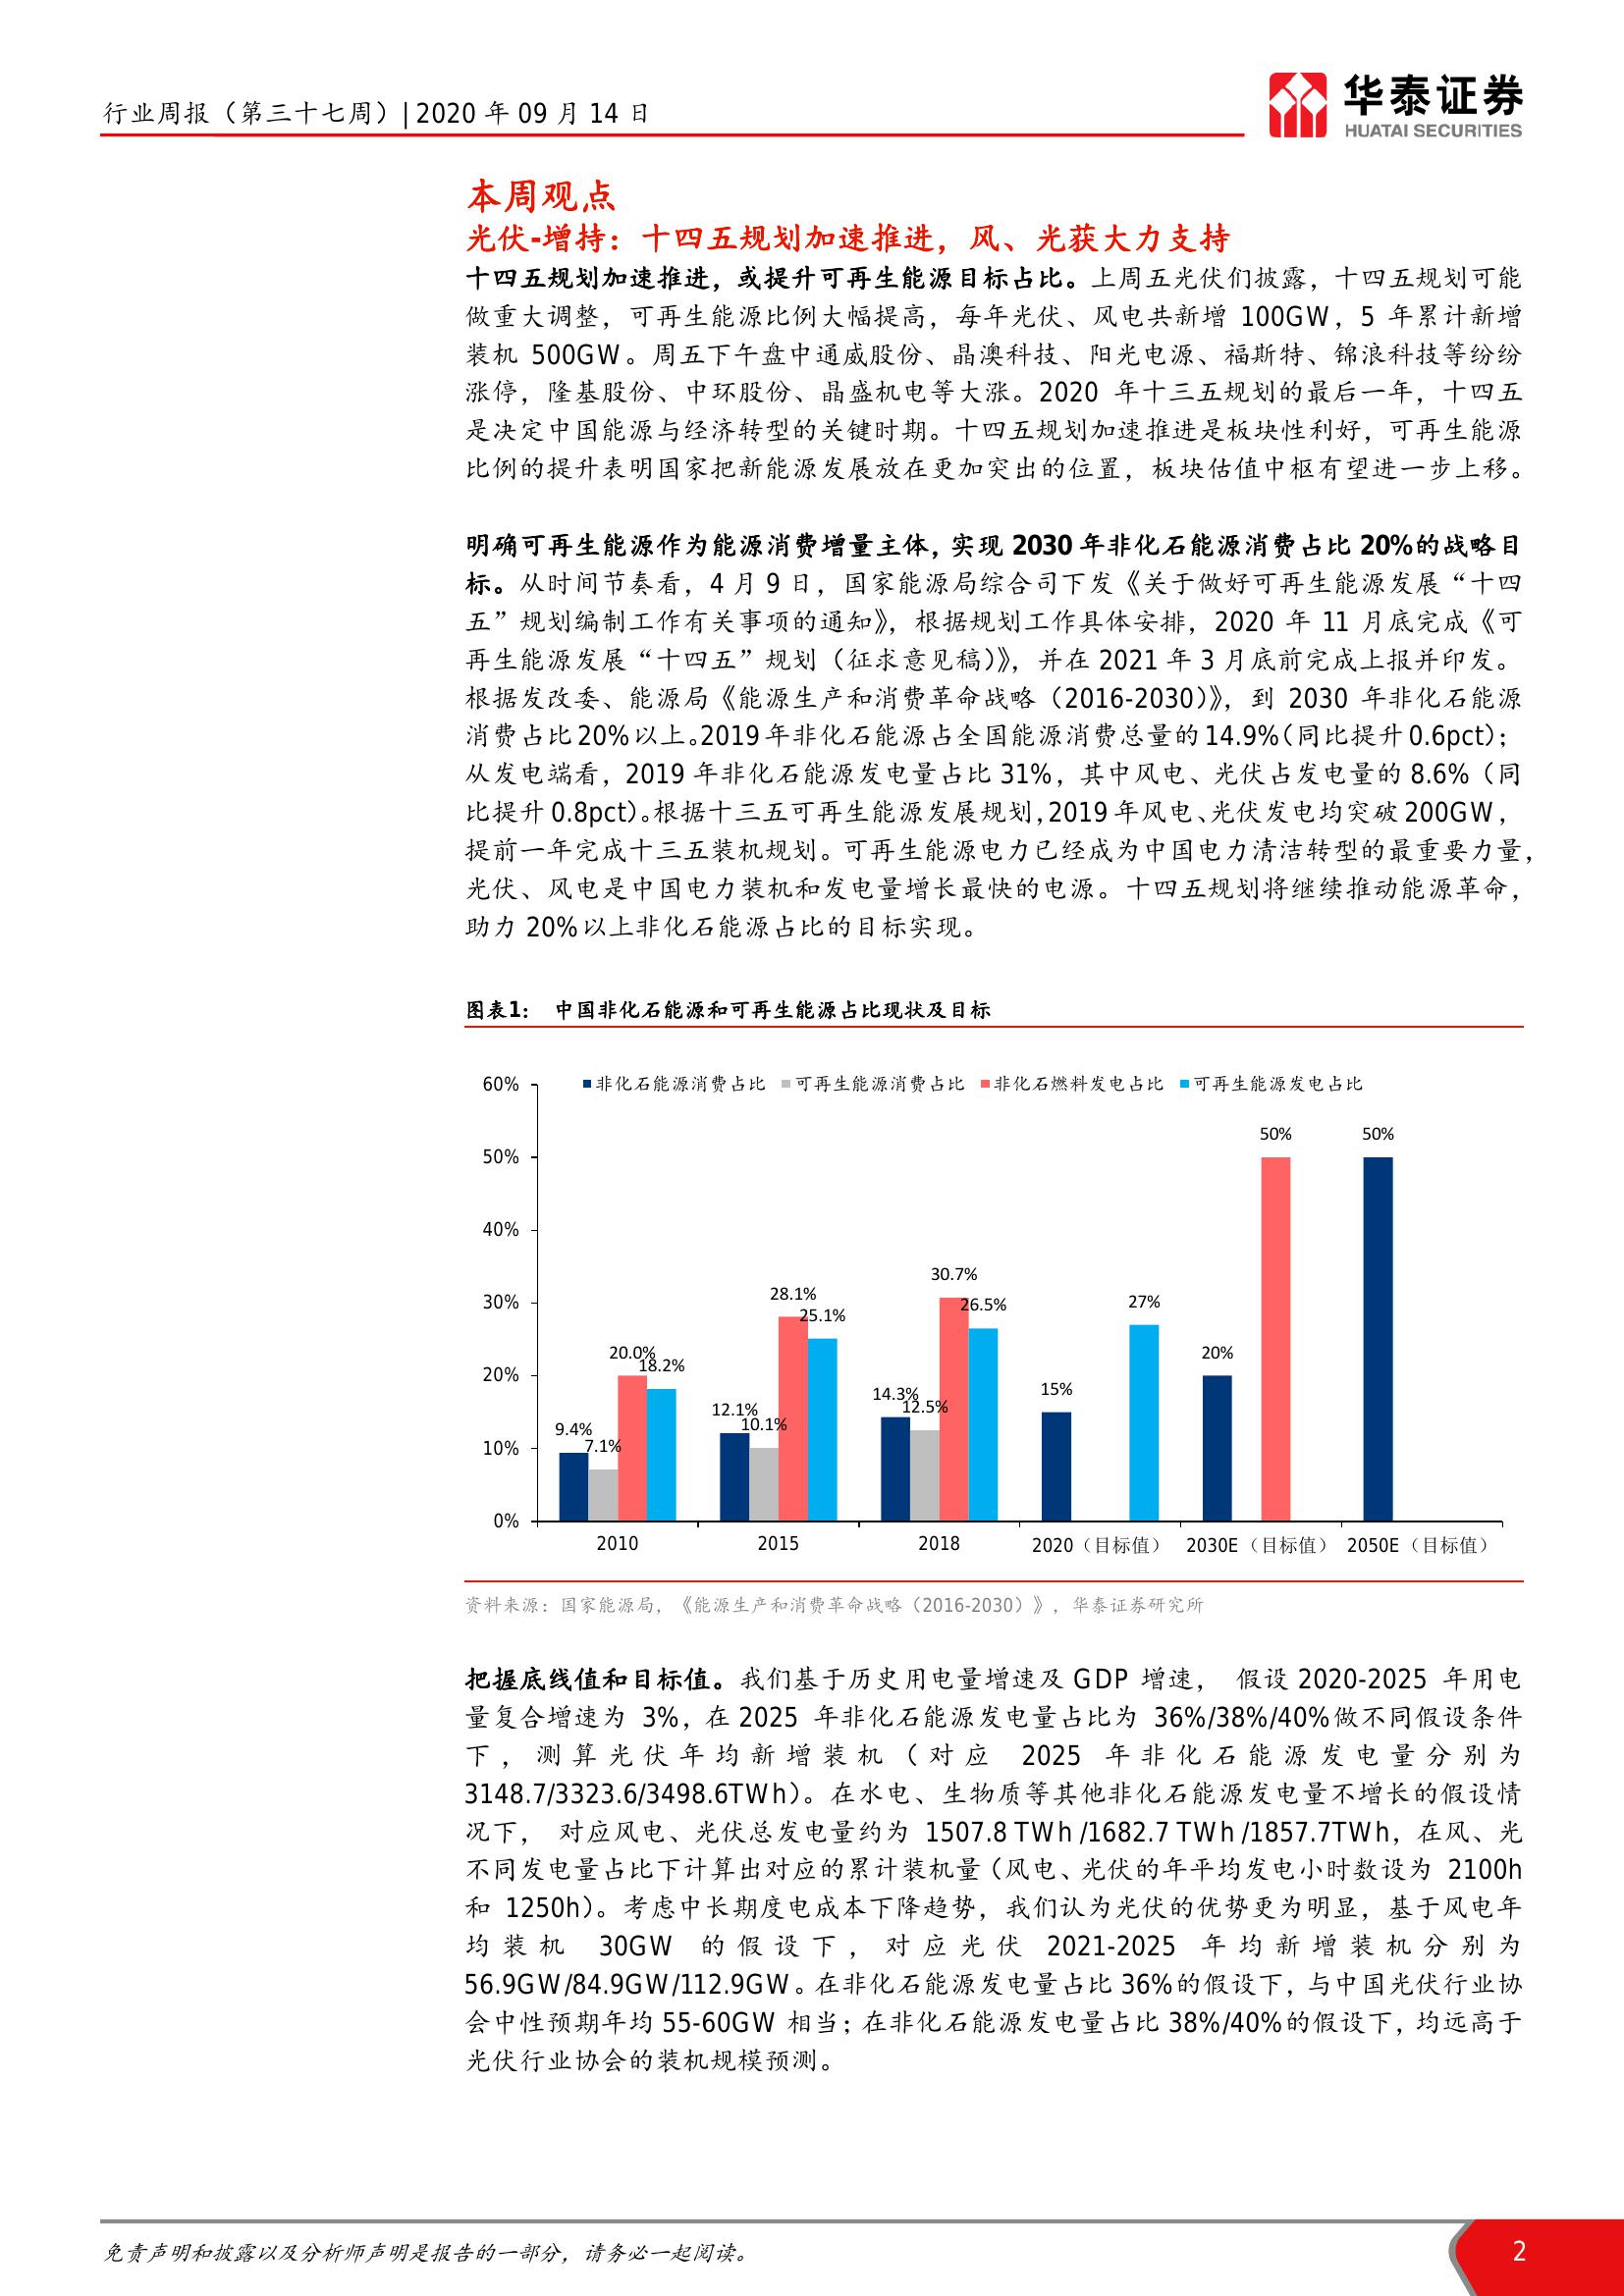 行业周报（第三十七周）|2020 年 09 月 14 日
华泰证券
HUATAI SECURITIES
本周观点
光伏-增持：十四五规划加速推进，风、光获大力支持
十四五规划加速推进，或提升可再生能源目标占比。上周五光伏们披露，十四五规划可能
做重大调整，可再生能源比例大幅提高，每年光伏、风电共新增 100GW，5 年累计新增
装机 500GW。周五下午盘中通威股份、晶澳科技、阳光电源、福斯特、锦浪科技等纷纷
涨停，隆基股份、中环股份、晶盛机电等大涨。2020 年十三五规划的最后一年，十四五
是决定中国能源与经济转型的关键时期。十四五规划加速推进是板块性利好，可再生能源
比例的提升表明国家把新能源发展放在更加突出的位置，板块估值中枢有望进一步上移。
明确可再生能源作为能源消费增量主体，实现 2030 年非化石能源消费占比 20%的战略目
标。从时间节奏看，4 月 9 日，国家能源局综合司下发《关于做好可再生能源发展“十四
五”规划编制工作有关事项的通知》，根据规划工作具体安排，2020 年 11 月底完成《可
再生能源发展“十四五”规划（征求意见稿）》，并在 2021 年 3 月底前完成上报并印发。
根据发改委、能源局《能源生产和消费革命战略（2016-2030）》，到 2030 年非化石能源
消费占比 20%以上。2019 年非化石能源占全国能源消费总量的 14.9%（同比提升 0.6pct）；
从发电端看，2019 年非化石能源发电量占比 31%，其中风电、光伏占发电量的 8.6%（同
比提升 0.8pct）。根据十三五可再生能源发展规划，2019 年风电、光伏发电均突破 200GW，
提前一年完成十三五装机规划。可再生能源电力已经成为中国电力清洁转型的最重要力量，
光伏、风电是中国电力装机和发电量增长最快的电源。十四五规划将继续推动能源革命，
助力 20%以上非化石能源占比的目标实现。
图表1： 中国非化石能源和可再生能源占比现状及目标
非化石能源消费占比 可再生能源消费占比 非化石燃料发电占比 可再生能源发电占比
60%
50%
40%
30%
20%
10%
0%
9.4%
7.1%
20.0%
18.2%
12.1%
10.1%
28.1%
25.1%
14.3%
12.5%
30.7%
26.5%
15%
27%
20%
50%
50%
2010 2015 2018 2020（目标值） 2030E（目标值） 2050E（目标值）
资料来源：国家能源局，《能源生产和消费革命战略（2016-2030）》，华泰证券研究所
把握底线值和目标值。我们基于历史用电量增速及 GDP 增速， 假设 2020-2025 年用电
量复合增速为 3%，在 2025 年非化石能源发电量占比为 36%/38%/40%做不同假设条件
下，测算光伏年均新增装机（对应 2025 年非化石能源发电量分别为
3148.7/3323.6/3498.6TWh）。在水电、生物质等其他非化石能源发电量不增长的假设情
况下， 对应风电、光伏总发电量约为 1507.8 TWh /1682.7 TWh /1857.7TWh，在风、光
不同发电量占比下计算出对应的累计装机量（风电、光伏的年平均发电小时数设为 2100h
和 1250h）。考虑中长期度电成本下降趋势，我们认为光伏的优势更为明显，基于风电年
均装机 30GW 的假设下，对应光伏 2021-2025 年均新增装机分别为
56.9GW/84.9GW/112.9GW。在非化石能源发电量占比 36%的假设下，与中国光伏行业协
会中性预期年均 55-60GW 相当；在非化石能源发电量占比 38%/40%的假设下，均远高于
光伏行业协会的装机规模预测。
免责声明和披露以及分析师声明是报告的一部分，请务必一起阅读。
2